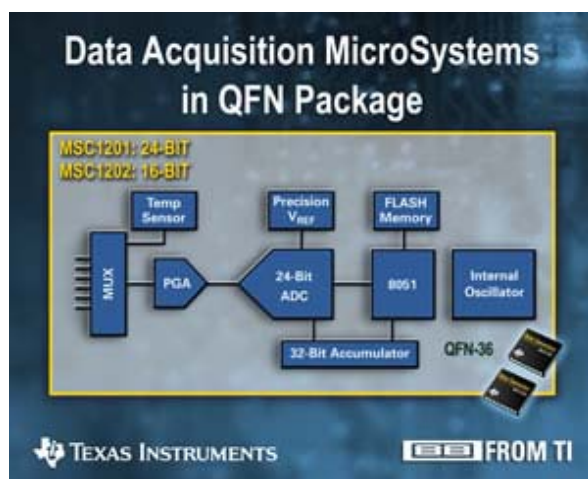 Data Acquisition MicroSystems
in QFN Package
MSC1201: 24-BIT
MSC1202: 16-BIT
Temp
Sensor
Precision
VREF
FLASH
Memory
MUX
PGA
24-Bit
ADC
8051
Internal
Oscillator
32-Bit Accumulator
QFN-36
TEXAS INSTRUMENTS
BB FROM TI